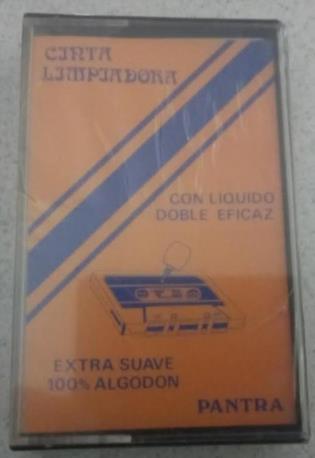 CINTA
LIMPIADORA
CON LIQUIDO
DOBLE EFICAZ
EXTRA SUAVE
100% ALGODON
PANTRA